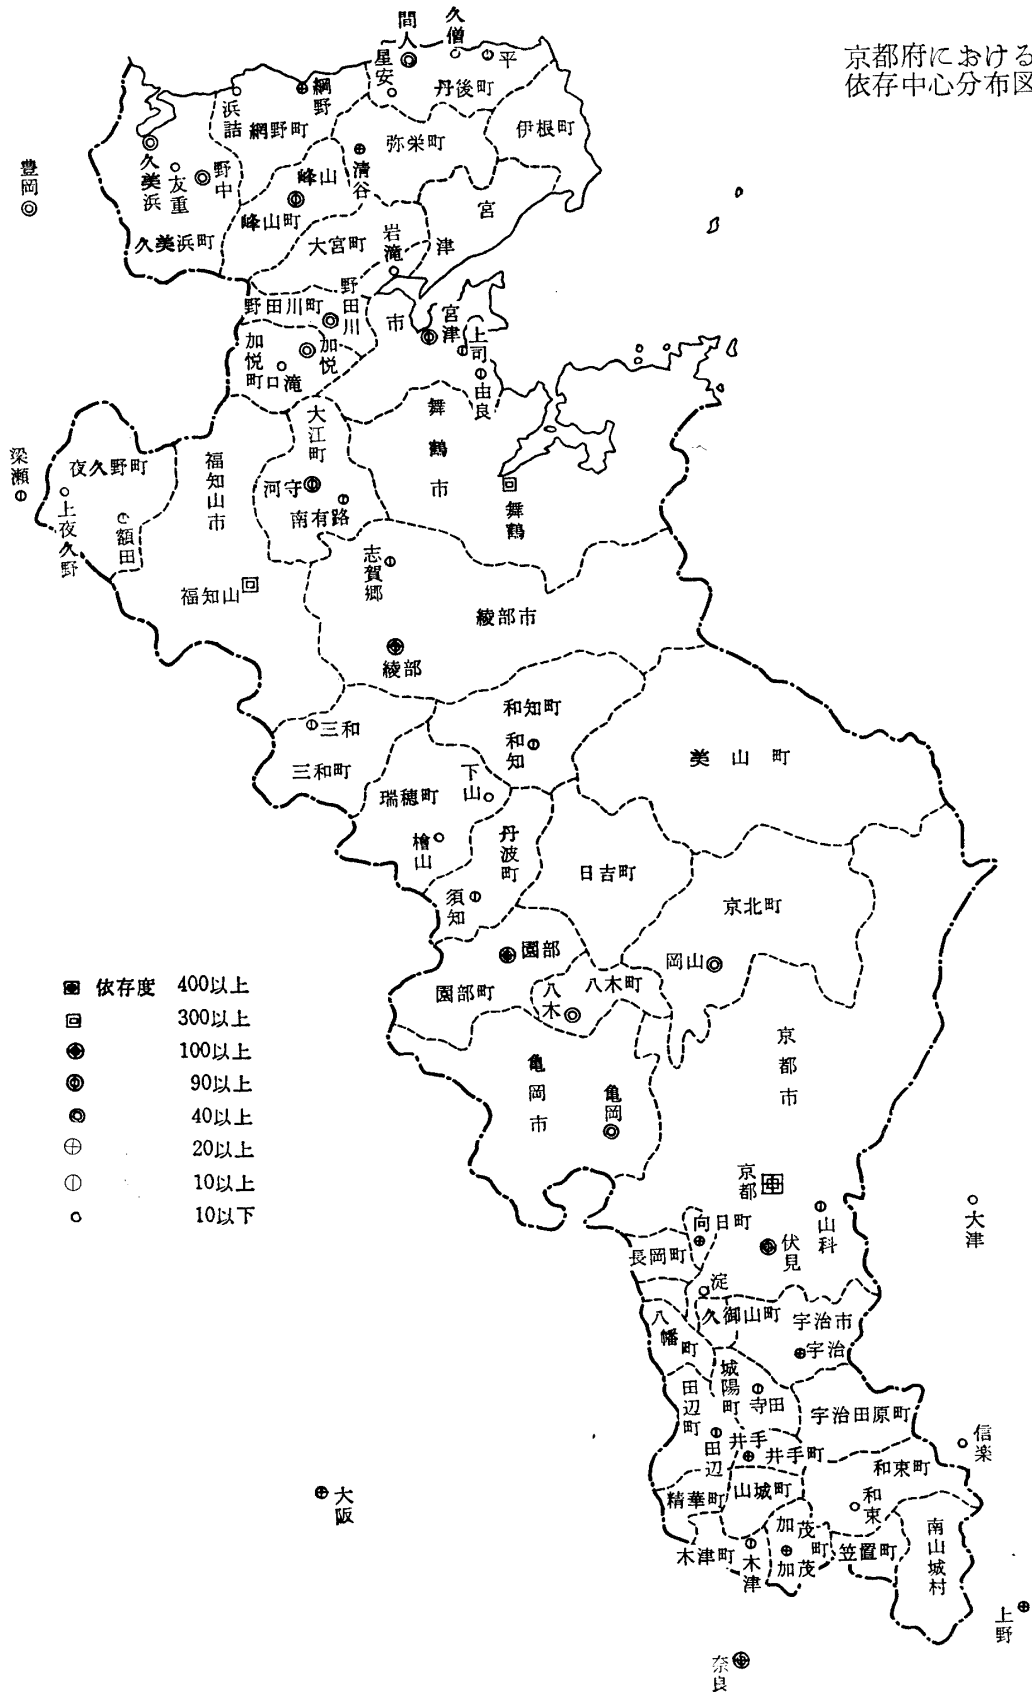 京都府における
依存中心分布図
間人
久僧
平
星安
丹後町
浜詰
網野
網野町
弥栄町
伊根町
豊岡
久美浜
友重
野中
峰山
清谷
峰山町
久美浜町
大宮町
岩滝
宮津市
野田川町
野田川
宮津
上司
由良
加悦町
加悦
口滝
大江町
舞鶴市
梁瀬
夜久野町
福知山市
河守
南有路
舞鶴
上夜久野
額田
志賀郷
福知山
綾部市
綾部
三和
三和町
和知町
和知
美山町
瑞穂町
下山
檜山
丹波町
日吉町
須知
京北町
園部
岡山
園部町
八木
八木町
亀岡市
亀岡
京都市
依存度 400以上
300以上
100以上
90以上
40以上
20以上
10以上
10以下
京都
向日町
山科
大津
長岡町
伏見
淀
八幡町
久御山町
宇治市
宇治
城陽町
寺田
田辺町
宇治田原町
田辺
井手
井手町
信楽
和束町
大阪
精華町
山城町
和束
木津町
木津
加茂町
加茂
笠置町
南山城村
上野
奈良